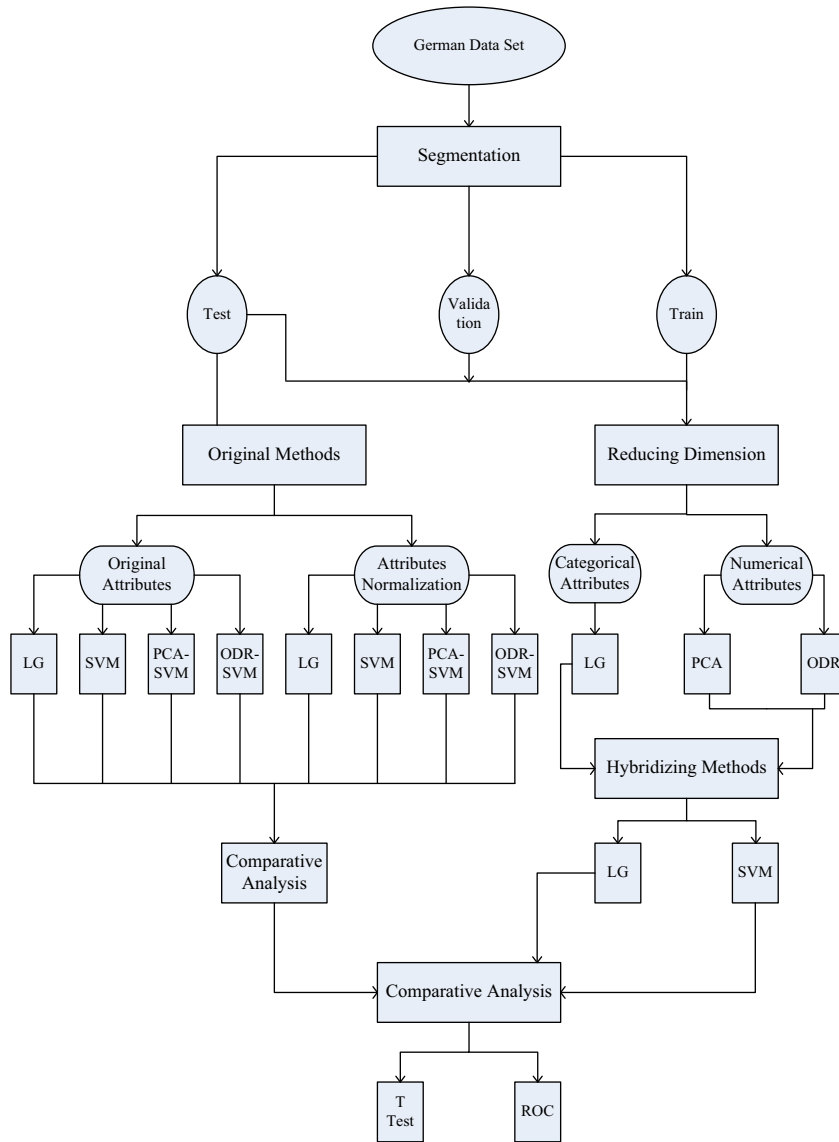 German Data Set
Segmentation
Test
Valida
tion
Train
Original Methods
Reducing Dimension
Original
Attributes
Attributes
Normalization
Categorical
Attributes
Numerical
Attributes
LG
SVM
PCA-
SVM
ODR-
SVM
LG
SVM
PCA-
SVM
ODR-
SVM
LG
PCA
ODR
Hybridizing Methods
Comparative
Analysis
LG
SVM
Comparative Analysis
T
Test
ROC